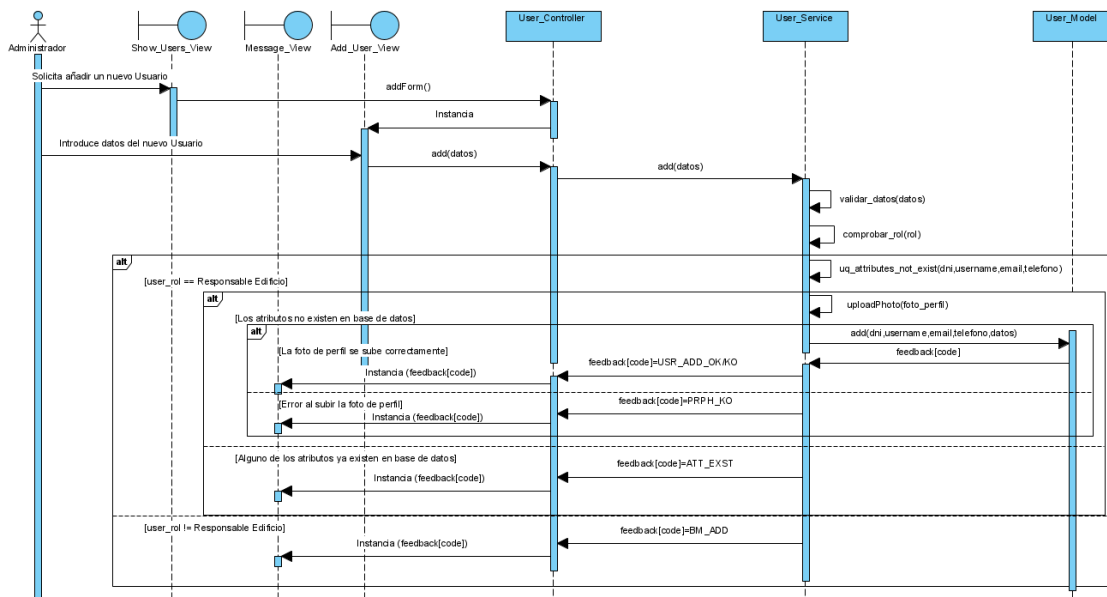 Administrador
Show_Users_View
Message_View
Add_User_View
User_Controller
User_Service
User_Model
Solicita añadir un nuevo Usuario
addForm()
Instancia
Introduce datos del nuevo Usuario
add(datos)
add(datos)
validar_datos(datos)
comprobar_rol(rol)
alt
uq_attributes_not_exist(dni,username,email,telefono)
[user_rol == Responsable Edificio]
alt
uploadPhoto(foto_perfil)
[Los atributos no existen en base de datos]
alt
add(dni,username,email,telefono,datos)
[La foto de perfil se sube correctamente]
feedback[code]
feedback[code]=USR_ADD_OK/KO
Instancia (feedback[code])
[Error al subir la foto de perfil]
feedback[code]=PRPH_KO
Instancia (feedback[code])
[Alguno de los atributos ya existen en base de datos]
feedback[code]=ATT_EXST
Instancia (feedback[code])
[user_rol != Responsable Edificio]
feedback[code]=BM_ADD
Instancia (feedback[code])